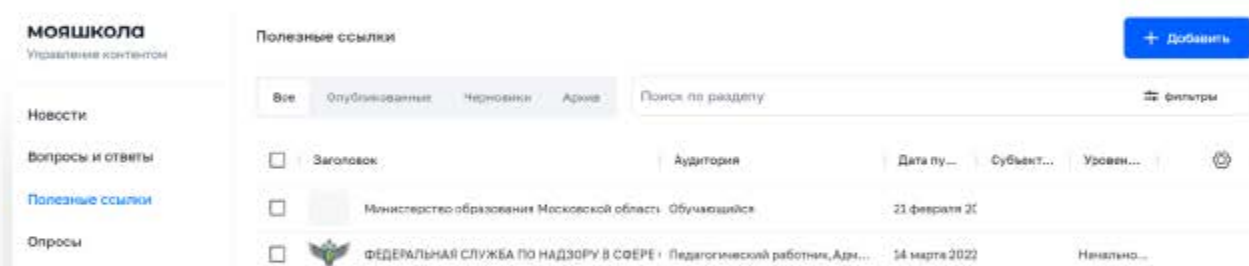 мояшкола
Управление контентом
Полезные ссылки
+ Добавить
Все Опубликованные Черновики Архив Поиск по разделу фильтры
Новости
Вопросы и ответы
Полезные ссылки
Опросы
Заголовок Аудитория Дата пу... Субъект... Уровен...
Министерство образования Московской област Обучающийся 21 февраля 20
ФЕДЕРАЛЬНАЯ СЛУЖБА ПО НАДЗОРУ В СФЕРЕ Педагогический работник, Адм... 14 марта 2022 Начально...